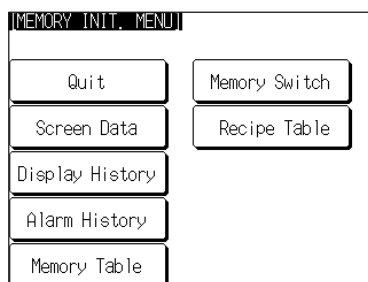 [MEMORY INIT. MENU]
Quit
Memory Switch
Screen Data
Recipe Table
Display History
Alarm History
Memory Table